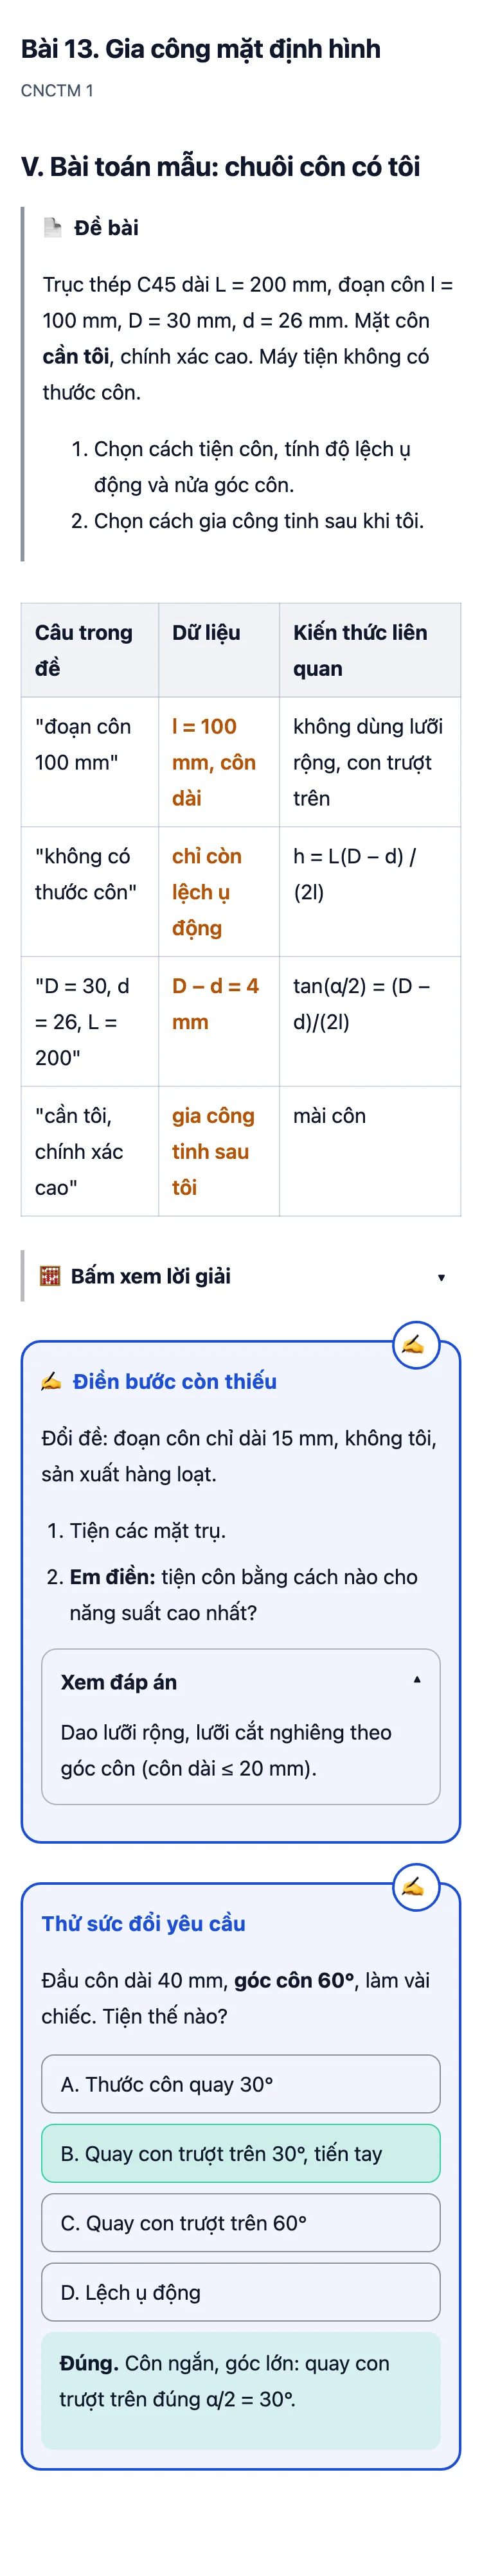 Bài 13. Gia công mặt định hình
CNCTM 1
V. Bài toán mẫu: chuôi côn có tôi
Đề bài
Trục thép C45 dài L = 200 mm, đoạn côn l =
100 mm, D = 30 mm, d = 26 mm. Mặt côn
cần tôi, chính xác cao. Máy tiện không có
thước côn.
1. Chọn cách tiện côn, tính độ lệch ụ
động và nửa góc côn.
2. Chọn cách gia công tinh sau khi tôi.
Câu trong
đề
Dữ liệu
Kiến thức liên
quan
"đoạn côn
100 mm"
l = 100
mm, côn
dài
không dùng lưỡi
rộng, con trượt
trên
"không có
thước côn"
chỉ còn
lệch ụ
động
h = L(D − d) /
(2l)
"D = 30, d
= 26, L =
200"
D − d = 4
mm
tan(α/2) = (D −
d)/(2l)
"cần tôi,
chính xác
cao"
gia công
tinh sau
tôi
mài côn
Bấm xem lời giải
Điền bước còn thiếu
Đổi đề: đoạn côn chỉ dài 15 mm, không tôi,
sản xuất hàng loạt.
1. Tiện các mặt trụ.
2. Em điền: tiện côn bằng cách nào cho
năng suất cao nhất?
Xem đáp án
Dao lưỡi rộng, lưỡi cắt nghiêng theo
góc côn (côn dài ≤ 20 mm).
Thử sức đổi yêu cầu
Đầu côn dài 40 mm, góc côn 60°, làm vài
chiếc. Tiện thế nào?
A. Thước côn quay 30°
B. Quay con trượt trên 30°, tiến tay
C. Quay con trượt trên 60°
D. Lệch ụ động
Đúng. Côn ngắn, góc lớn: quay con
trượt trên đúng α/2 = 30°.